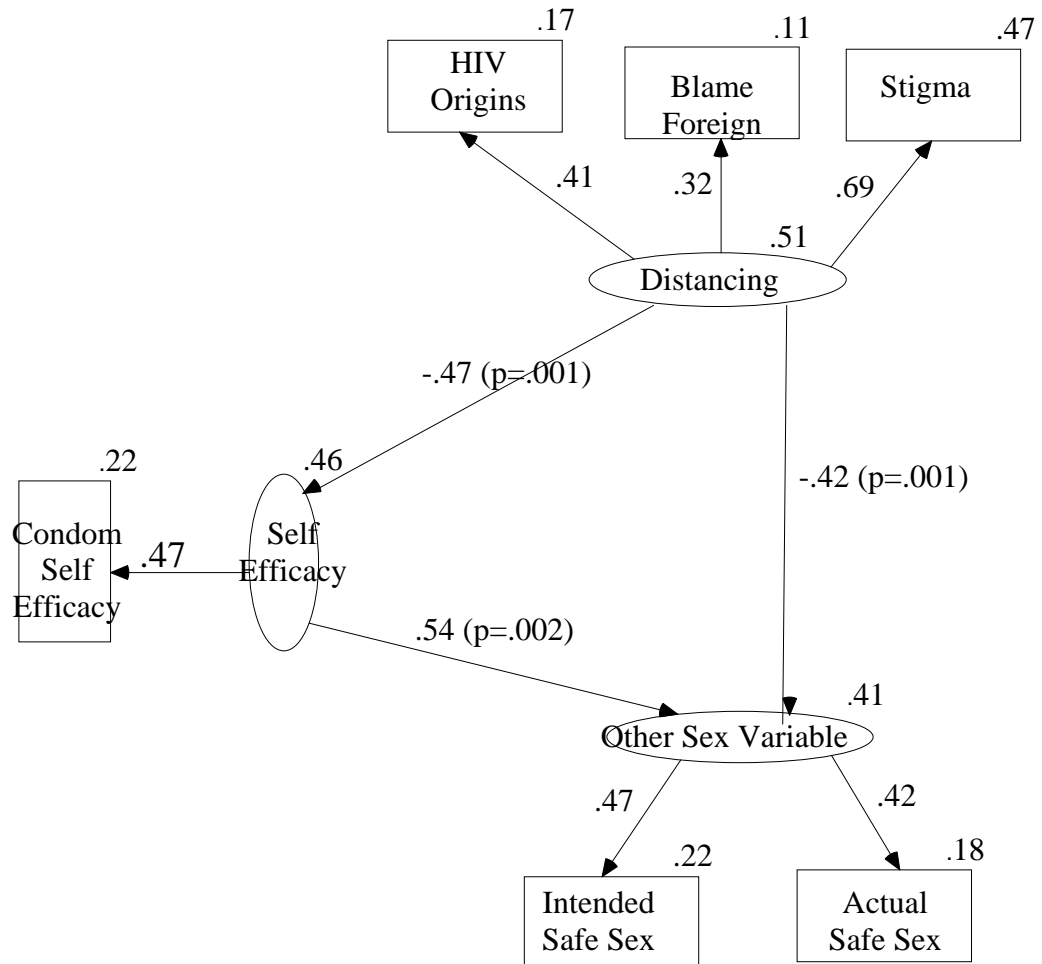 .17
HIV
Origins
.11
Blame
Foreign
.47
Stigma
.41
.32
.69
.51
Distancing
-.47 (p=.001)
-.42 (p=.001)
.22
Condom
Self
Efficacy
.47
.46
Self
Efficacy
.54 (p=.002)
.41
Other Sex Variable
.47
.42
.22
Intended
Safe Sex
.18
Actual
Safe Sex